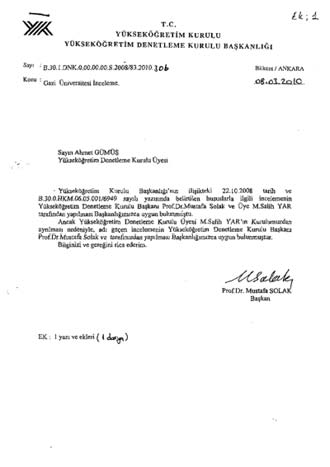 Ek ; 1
T.C.
YÜKSEKÖĞRETİM KURULU
YÜKSEKÖĞRETİM DENETLEME KURULU BAŞKANLIĞI
Sayı : B.30.1.DNK.0.00.00.00.S.2008/83.2010.306
Bilkent / ANKARA
Konu : Gazi Üniversitesi İnceleme.
08.03.2010
Sayın Ahmet GÜMÜŞ
Yükseköğretim Denetleme Kurulu Üyesi
Yükseköğretim Kurulu Başkanlığı'nın ilişikteki 22.10.2008 tarih ve
B.30.0.HKM.06.05.001/6949 sayılı yazısında belirtilen hususlarla ilgili incelemenin
Yükseköğretim Denetleme Kurulu Başkanı Prof.Dr.Mustafa Solak ve Üye M.Salih YAR
tarafından yapılması Başkanlığımızca uygun bulunmuştu.
Ancak Yükseköğretim Denetleme Kurulu Üyesi M.Salih YAR'ın Kurulumuzdan
ayrılması nedeniyle, adı geçen incelemenin Yükseköğretim Denetleme Kurulu Başkanı
Prof.Dr.Mustafa Solak ve tarafınızdan yapılması Başkanlığımızca uygun bulunmuştur.
Bilginizi ve gereğini rica ederim.
Prof.Dr. Mustafa SOLAK
Başkan
EK : 1 yazı ve ekleri ( 1 dosya )